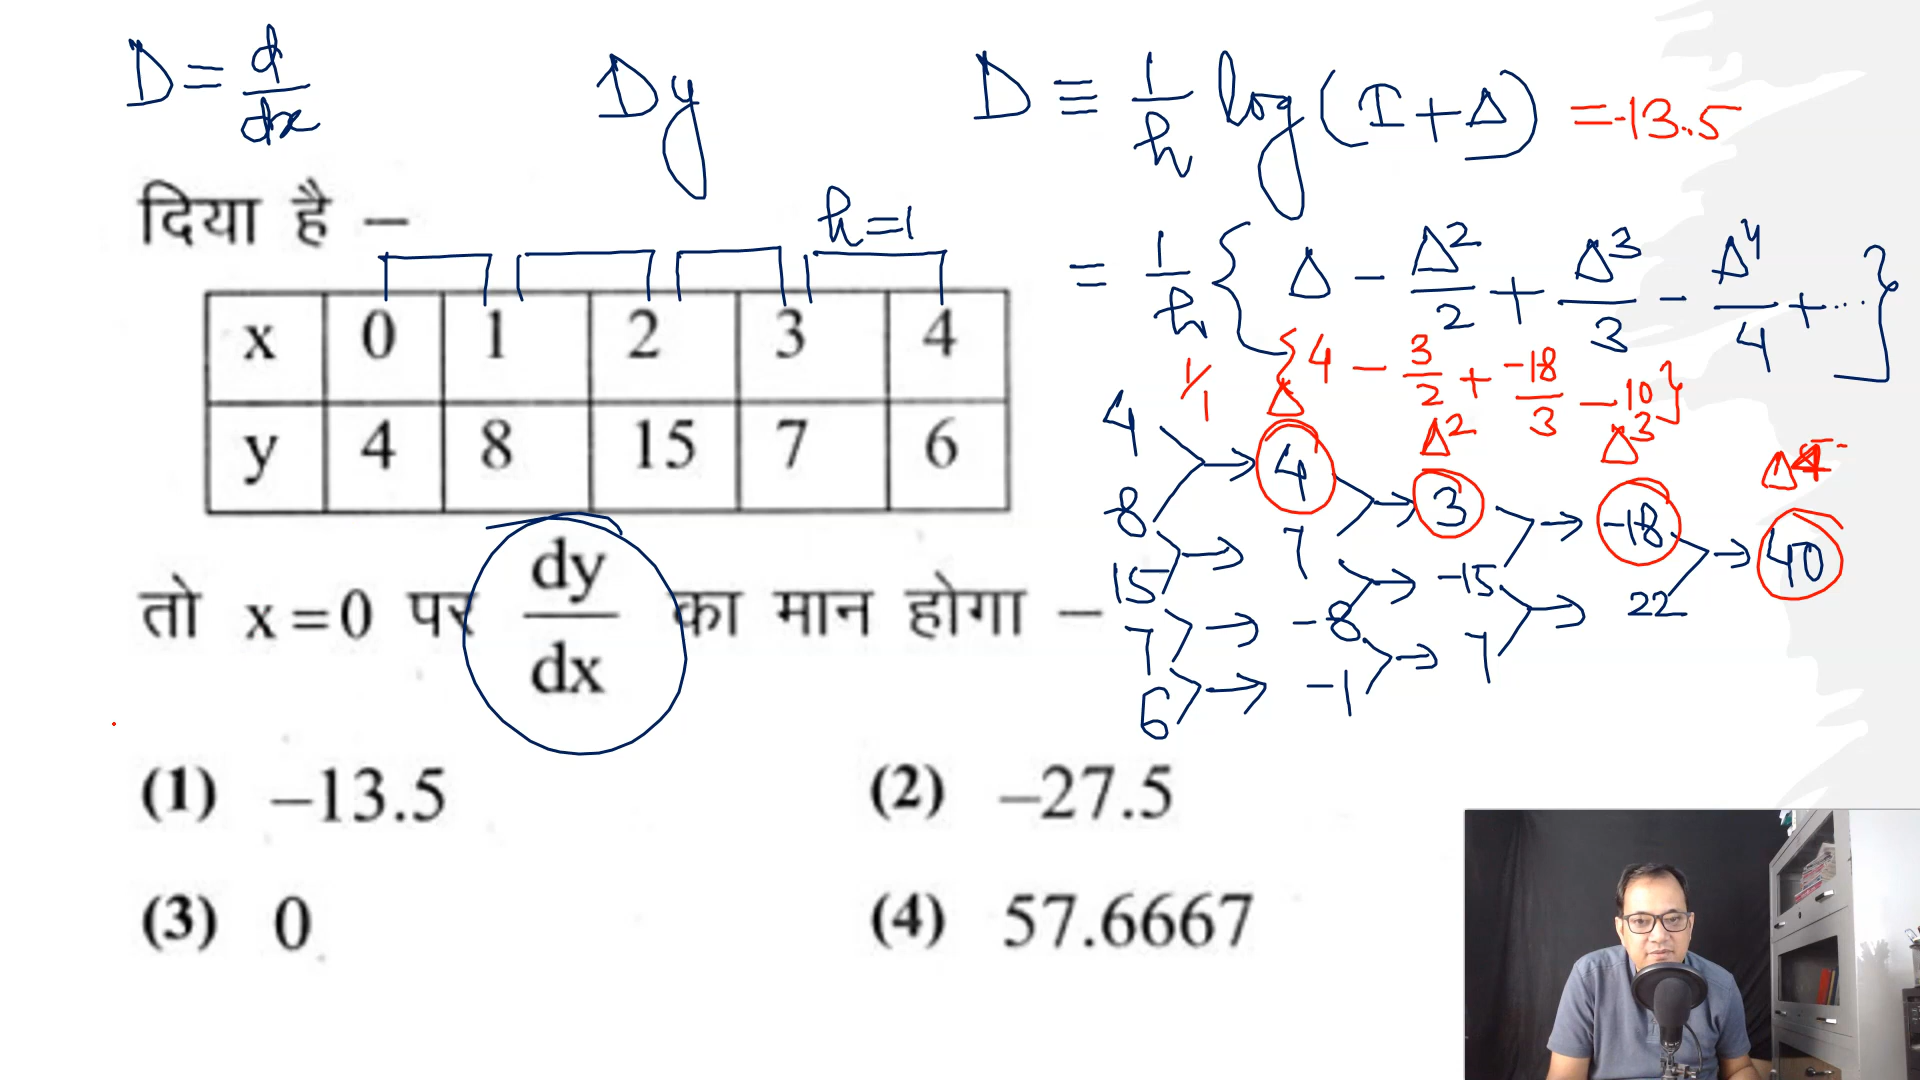 D = d/dx
Dy
D ≡ 1/h log(I+Δ) = -13.5
दिया है –
h=1
= 1/h { Δ - Δ²/2 + Δ³/3 - Δ⁴/4 + ... }
1/1 { 4 - 3/2 + -18/3 - 10 }
x 0 1 2 3 4
y 4 8 15 7 6
Δ Δ² Δ³ Δ4
4
4 3 -18 40
8
7
15 -15 22
-8
7 7
-1
6
तो x=0 पर dy/dx का मान होगा –
(1) –13.5 (2) –27.5
(3) 0 (4) 57.6667